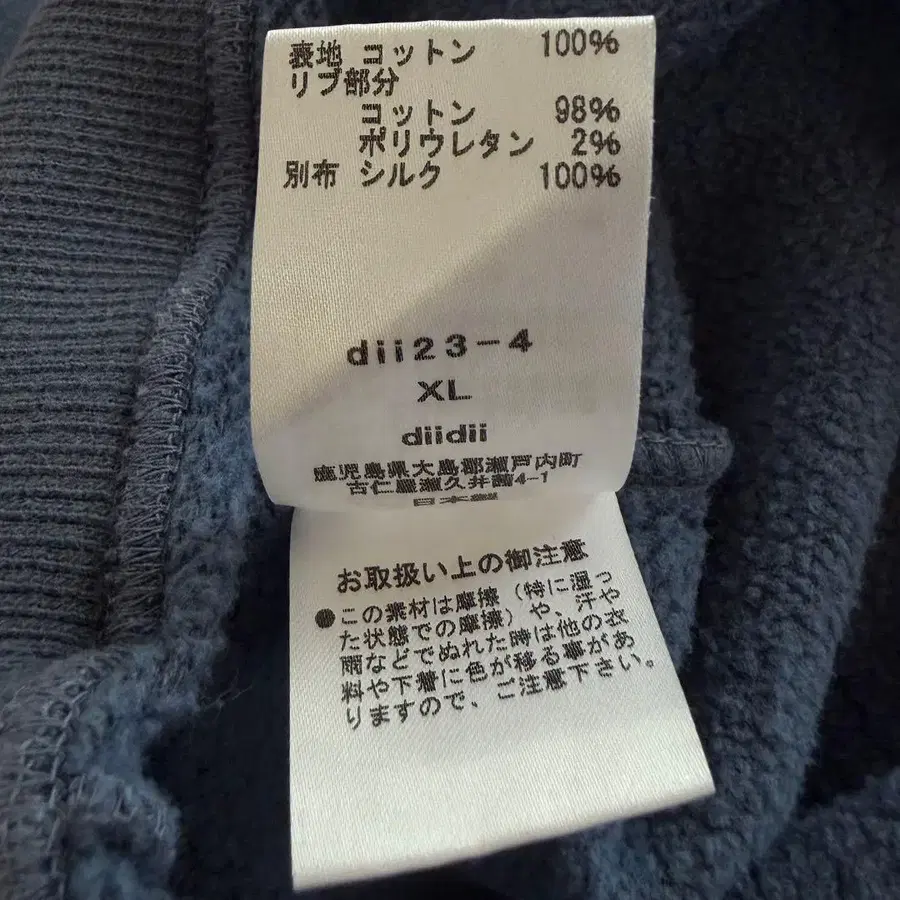 表地 コットン 100%
リブ部分
コットン 98%
ポリウレタン 2%
別布 シルク 100%
dii23-4
XL
diidii
鹿児島県大島郡瀬戸内町
古仁屋瀬久井4-1
日本製
お取扱い上の御注意
●この素材は摩擦（特に湿っ
た状態での摩擦）や、汗や
雨などでぬれた時は他の衣
料や下着に色が移る事があ
りますので、ご注意下さい。